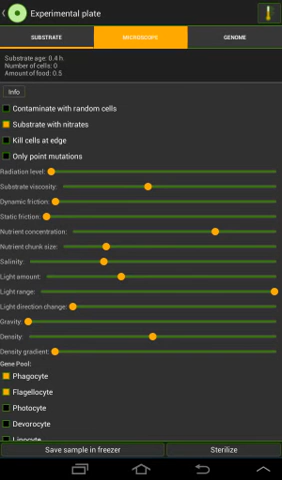 Experimental plate
SUBSTRATE MICROSCOPE GENOME
Substrate age: 0.4 h.
Number of cells: 0
Amount of food: 0.5
Info
Contaminate with random cells
Substrate with nitrates
Kill cells at edge
Only point mutations
Radiation level:
Substrate viscosity:
Dynamic friction:
Static friction:
Nutrient concentration:
Nutrient chunk size:
Salinity:
Light amount:
Light range:
Light direction change:
Gravity:
Density:
Density gradient:
Gene Pool:
Phagocyte
Flagellocyte
Photocyte
Devorocyte
Lipocyte
Save sample in freezer Sterilize